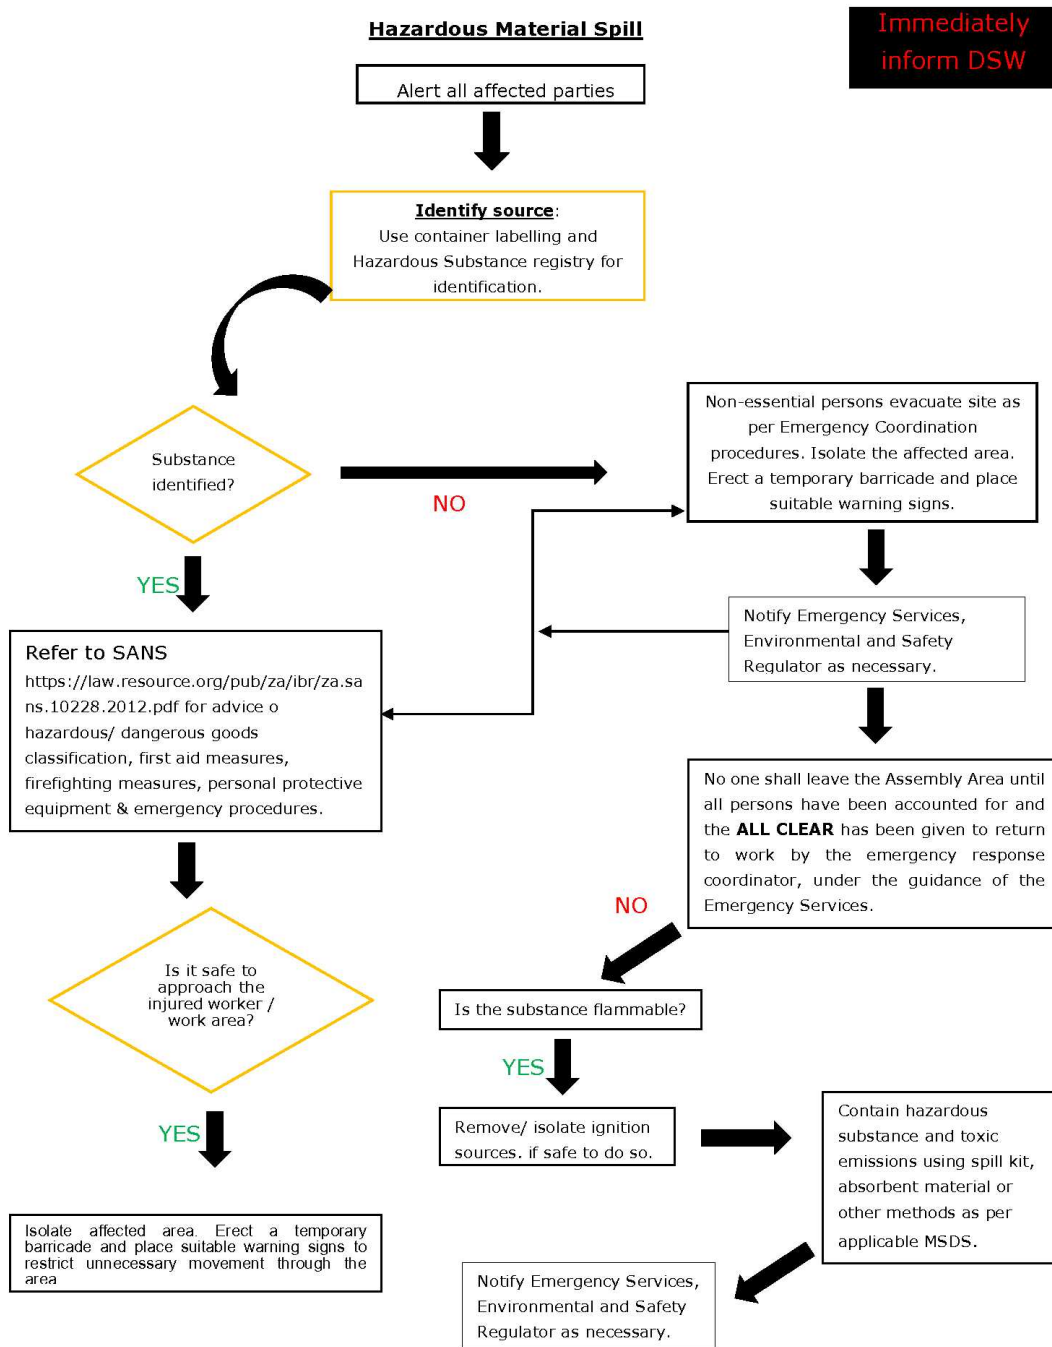 Hazardous Material Spill
Immediately
inform DSW
Alert all affected parties
Identify source:
Use container labelling and
Hazardous Substance registry for
identification.
Substance
identified?
NO
YES
Non-essential persons evacuate site as
per Emergency Coordination
procedures. Isolate the affected area.
Erect a temporary barricade and place
suitable warning signs.
Notify Emergency Services,
Environmental and Safety
Regulator as necessary.
Refer to SANS
https://law.resource.org/pub/za/ibr/za.sa
ns.10228.2012.pdf for advice o
hazardous/ dangerous goods
classification, first aid measures,
firefighting measures, personal protective
equipment & emergency procedures.
No one shall leave the Assembly Area until
all persons have been accounted for and
the ALL CLEAR has been given to return
to work by the emergency response
coordinator, under the guidance of the
Emergency Services.
NO
Is it safe to
approach the
injured worker /
work area?
YES
Is the substance flammable?
YES
Remove/ isolate ignition
sources. if safe to do so.
Contain hazardous
substance and toxic
emissions using spill kit,
absorbent material or
other methods as per
applicable MSDS.
Isolate affected area. Erect a temporary
barricade and place suitable warning signs to
restrict unnecessary movement through the
area
Notify Emergency Services,
Environmental and Safety
Regulator as necessary.